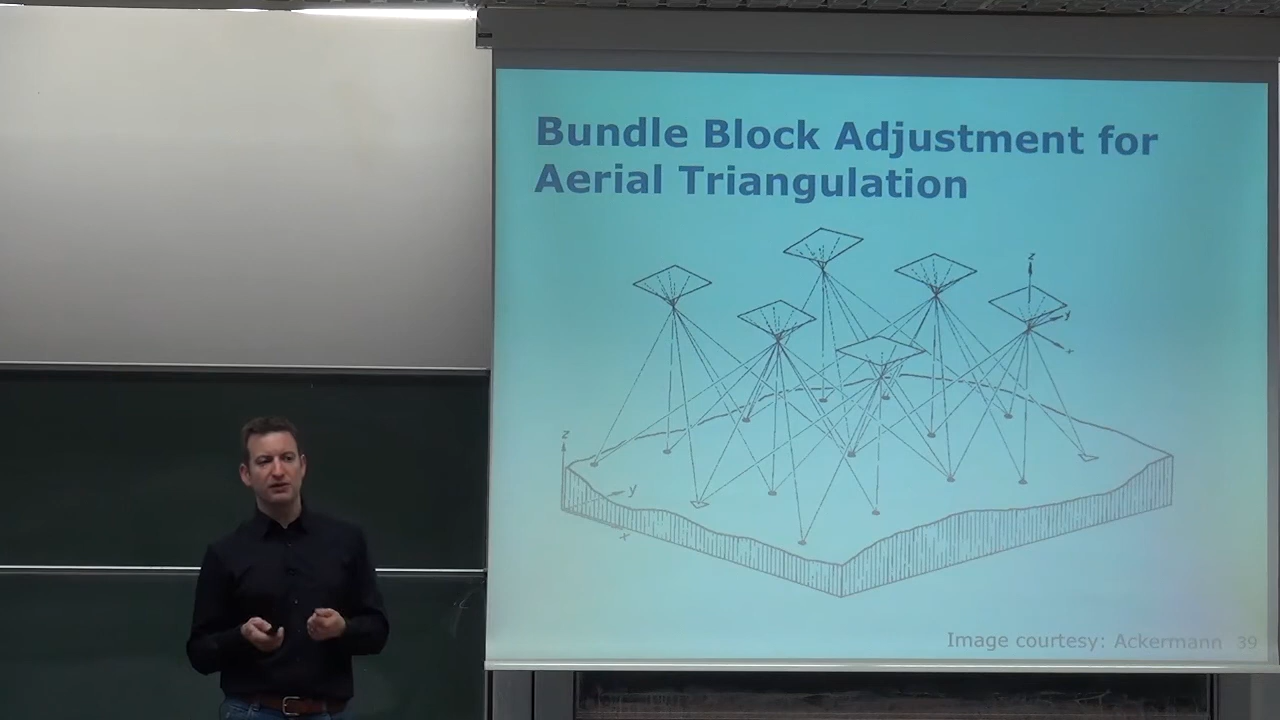 Bundle Block Adjustment for
Aerial Triangulation
z
y
x
z
y
x
Image courtesy: Ackermann 39